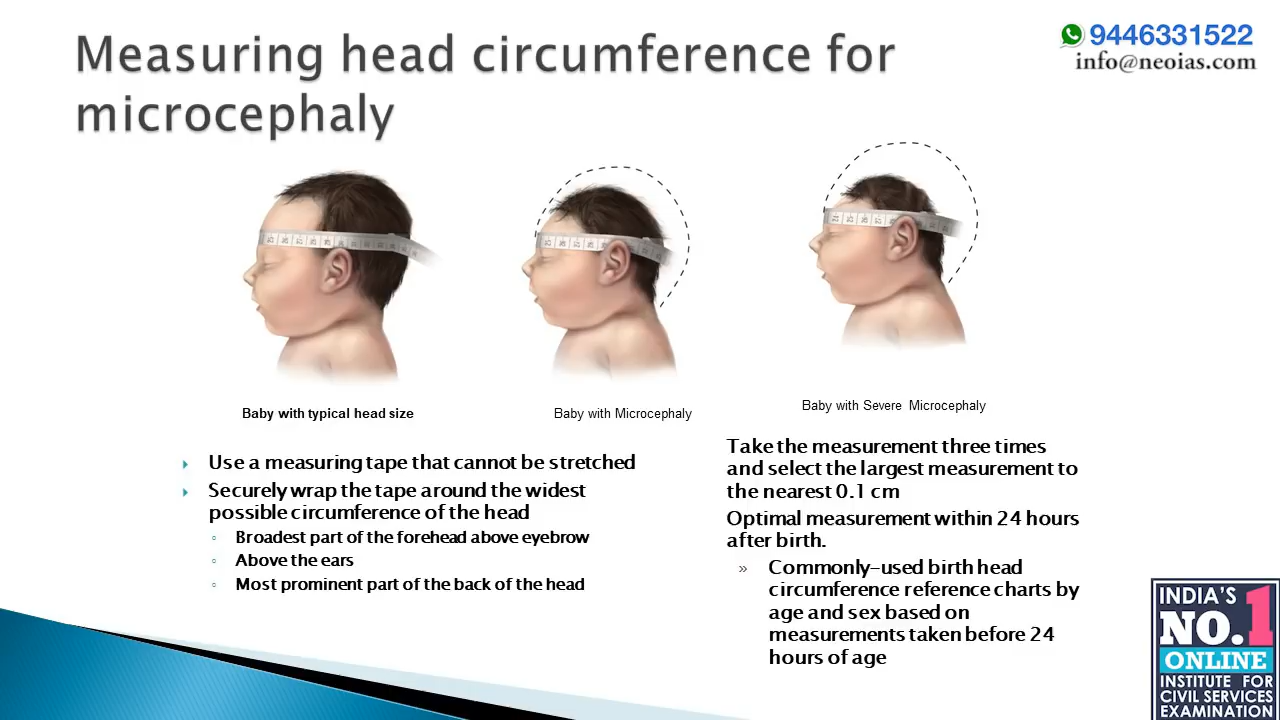 Measuring head circumference for
microcephaly
9446331522
info@neoias.com
Baby with typical head size
Baby with Microcephaly
Baby with Severe Microcephaly
Use a measuring tape that cannot be stretched
Securely wrap the tape around the widest
possible circumference of the head
Broadest part of the forehead above eyebrow
Above the ears
Most prominent part of the back of the head
Take the measurement three times
and select the largest measurement to
the nearest 0.1 cm
Optimal measurement within 24 hours
after birth.
» Commonly-used birth head
circumference reference charts by
age and sex based on
measurements taken before 24
hours of age
INDIA'S
NO.1
ONLINE
INSTITUTE FOR
CIVIL SERVICES
EXAMINATION